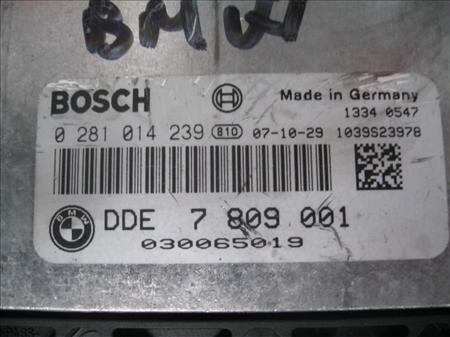 BMW
BOSCH
Made in Germany
1334 0547
0 281 014 239 810 07-10-29 1039S23978
BMW DDE 7 809 001
030065019